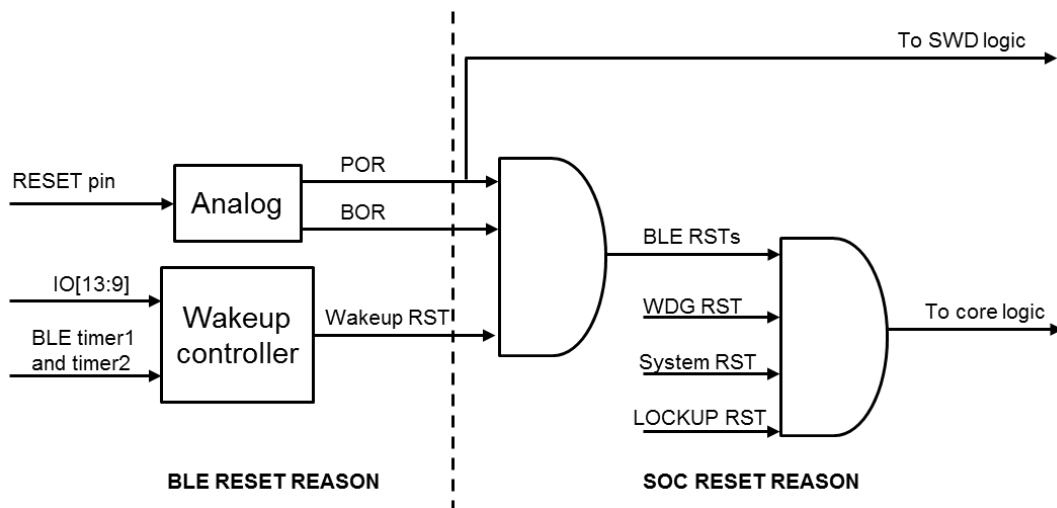 To SWD logic
POR
RESET pin
Analog
BOR
BLE RSTs
IO[13:9]
Wakeup
controller
Wakeup RST
WDG RST
To core logic
BLE timer1
and timer2
System RST
LOCKUP RST
BLE RESET REASON
SOC RESET REASON